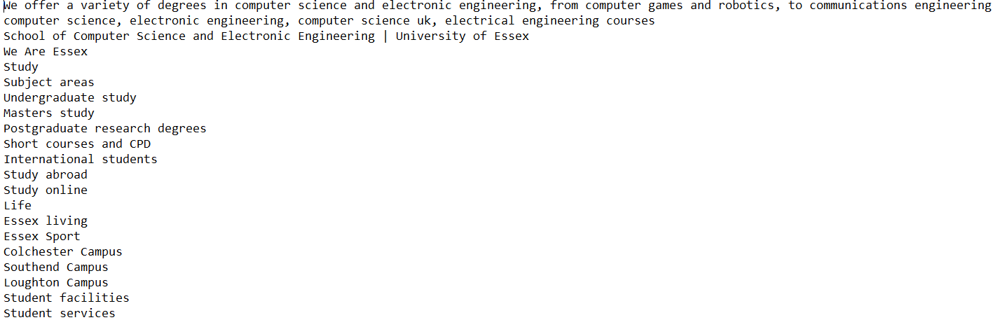 We offer a variety of degrees in computer science and electronic engineering, from computer games and robotics, to communications engineering
computer science, electronic engineering, computer science uk, electrical engineering courses
School of Computer Science and Electronic Engineering | University of Essex
We Are Essex
Study
Subject areas
Undergraduate study
Masters study
Postgraduate research degrees
Short courses and CPD
International students
Study abroad
Study online
Life
Essex living
Essex Sport
Colchester Campus
Southend Campus
Loughton Campus
Student facilities
Student services